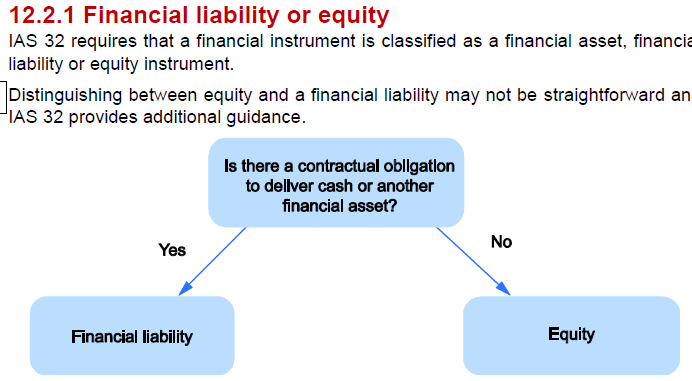 12.2.1 Financial liability or equity
IAS 32 requires that a financial instrument is classified as a financial asset, financia
liability or equity instrument.
Distinguishing between equity and a financial liability may not be straightforward an
IAS 32 provides additional guidance.
Is there a contractual obligation
to deliver cash or another
financial asset?
Yes
No
Financial liability
Equity